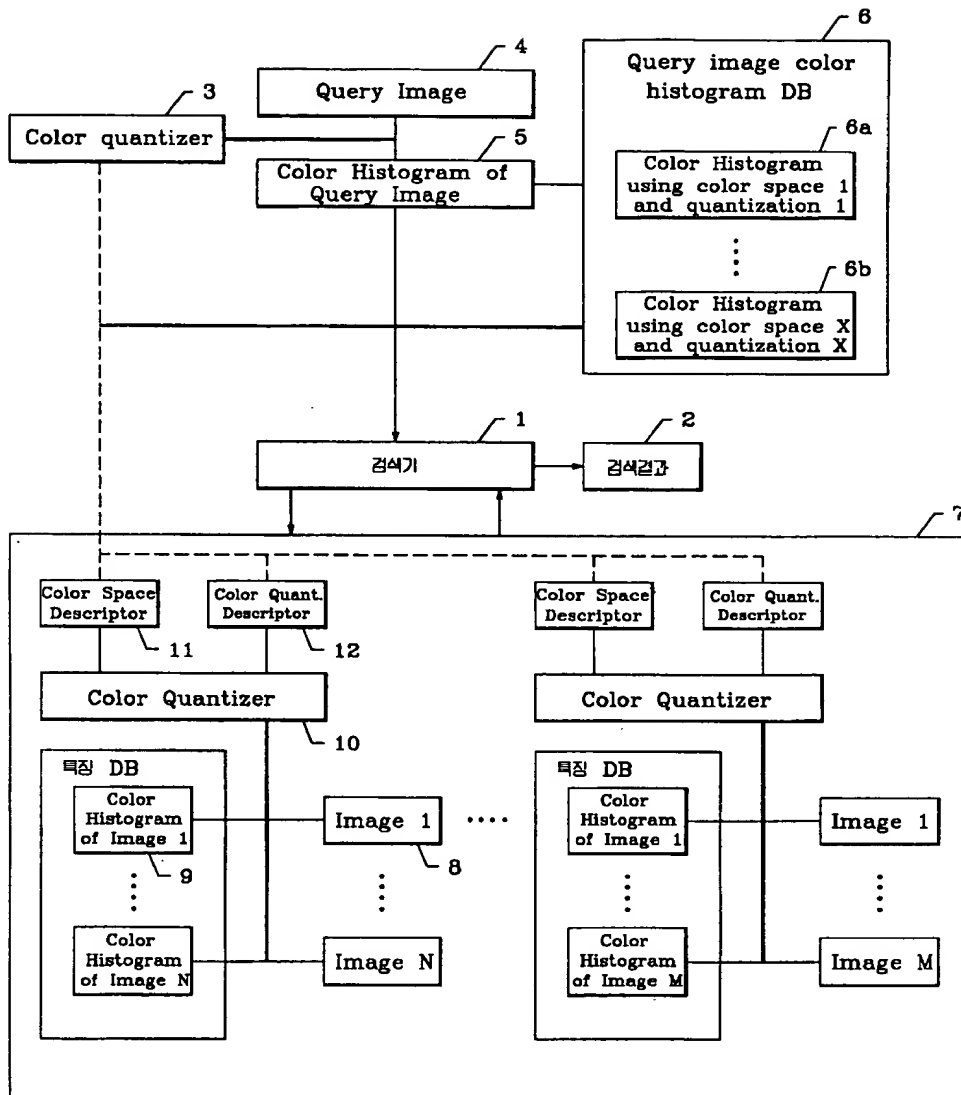 6
4
Query Image
Query image color
histogram DB
3
Color quantizer
5
Color Histogram of
Query Image
6a
Color Histogram
using color space 1
and quantization 1
6b
Color Histogram
using color space X
and quantization X
1
검색기
2
검색결과
7
Color Space
Descriptor
11
Color Quant.
Descriptor
12
Color Space
Descriptor
Color Quant.
Descriptor
Color Quantizer
10
Color Quantizer
특징 DB
Color
Histogram
of Image 1
9
Image 1
8
Color
Histogram
of Image N
Image N
특징 DB
Color
Histogram
of Image 1
Image 1
Color
Histogram
of Image M
Image M